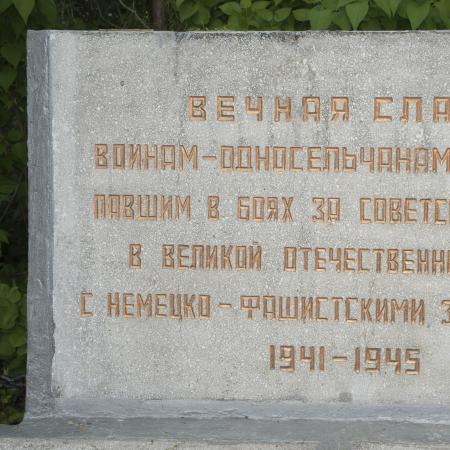 ВЕЧНАЯ СЛА
ВОИНАМ-ОДНОСЕЛЬЧАНАМ
ПАВШИМ В БОЯХ ЗА СОВЕТС
В ВЕЛИКОЙ ОТЕЧЕСТВЕНН
С НЕМЕЦКО-ФАШИСТСКИМИ З
1941-1945